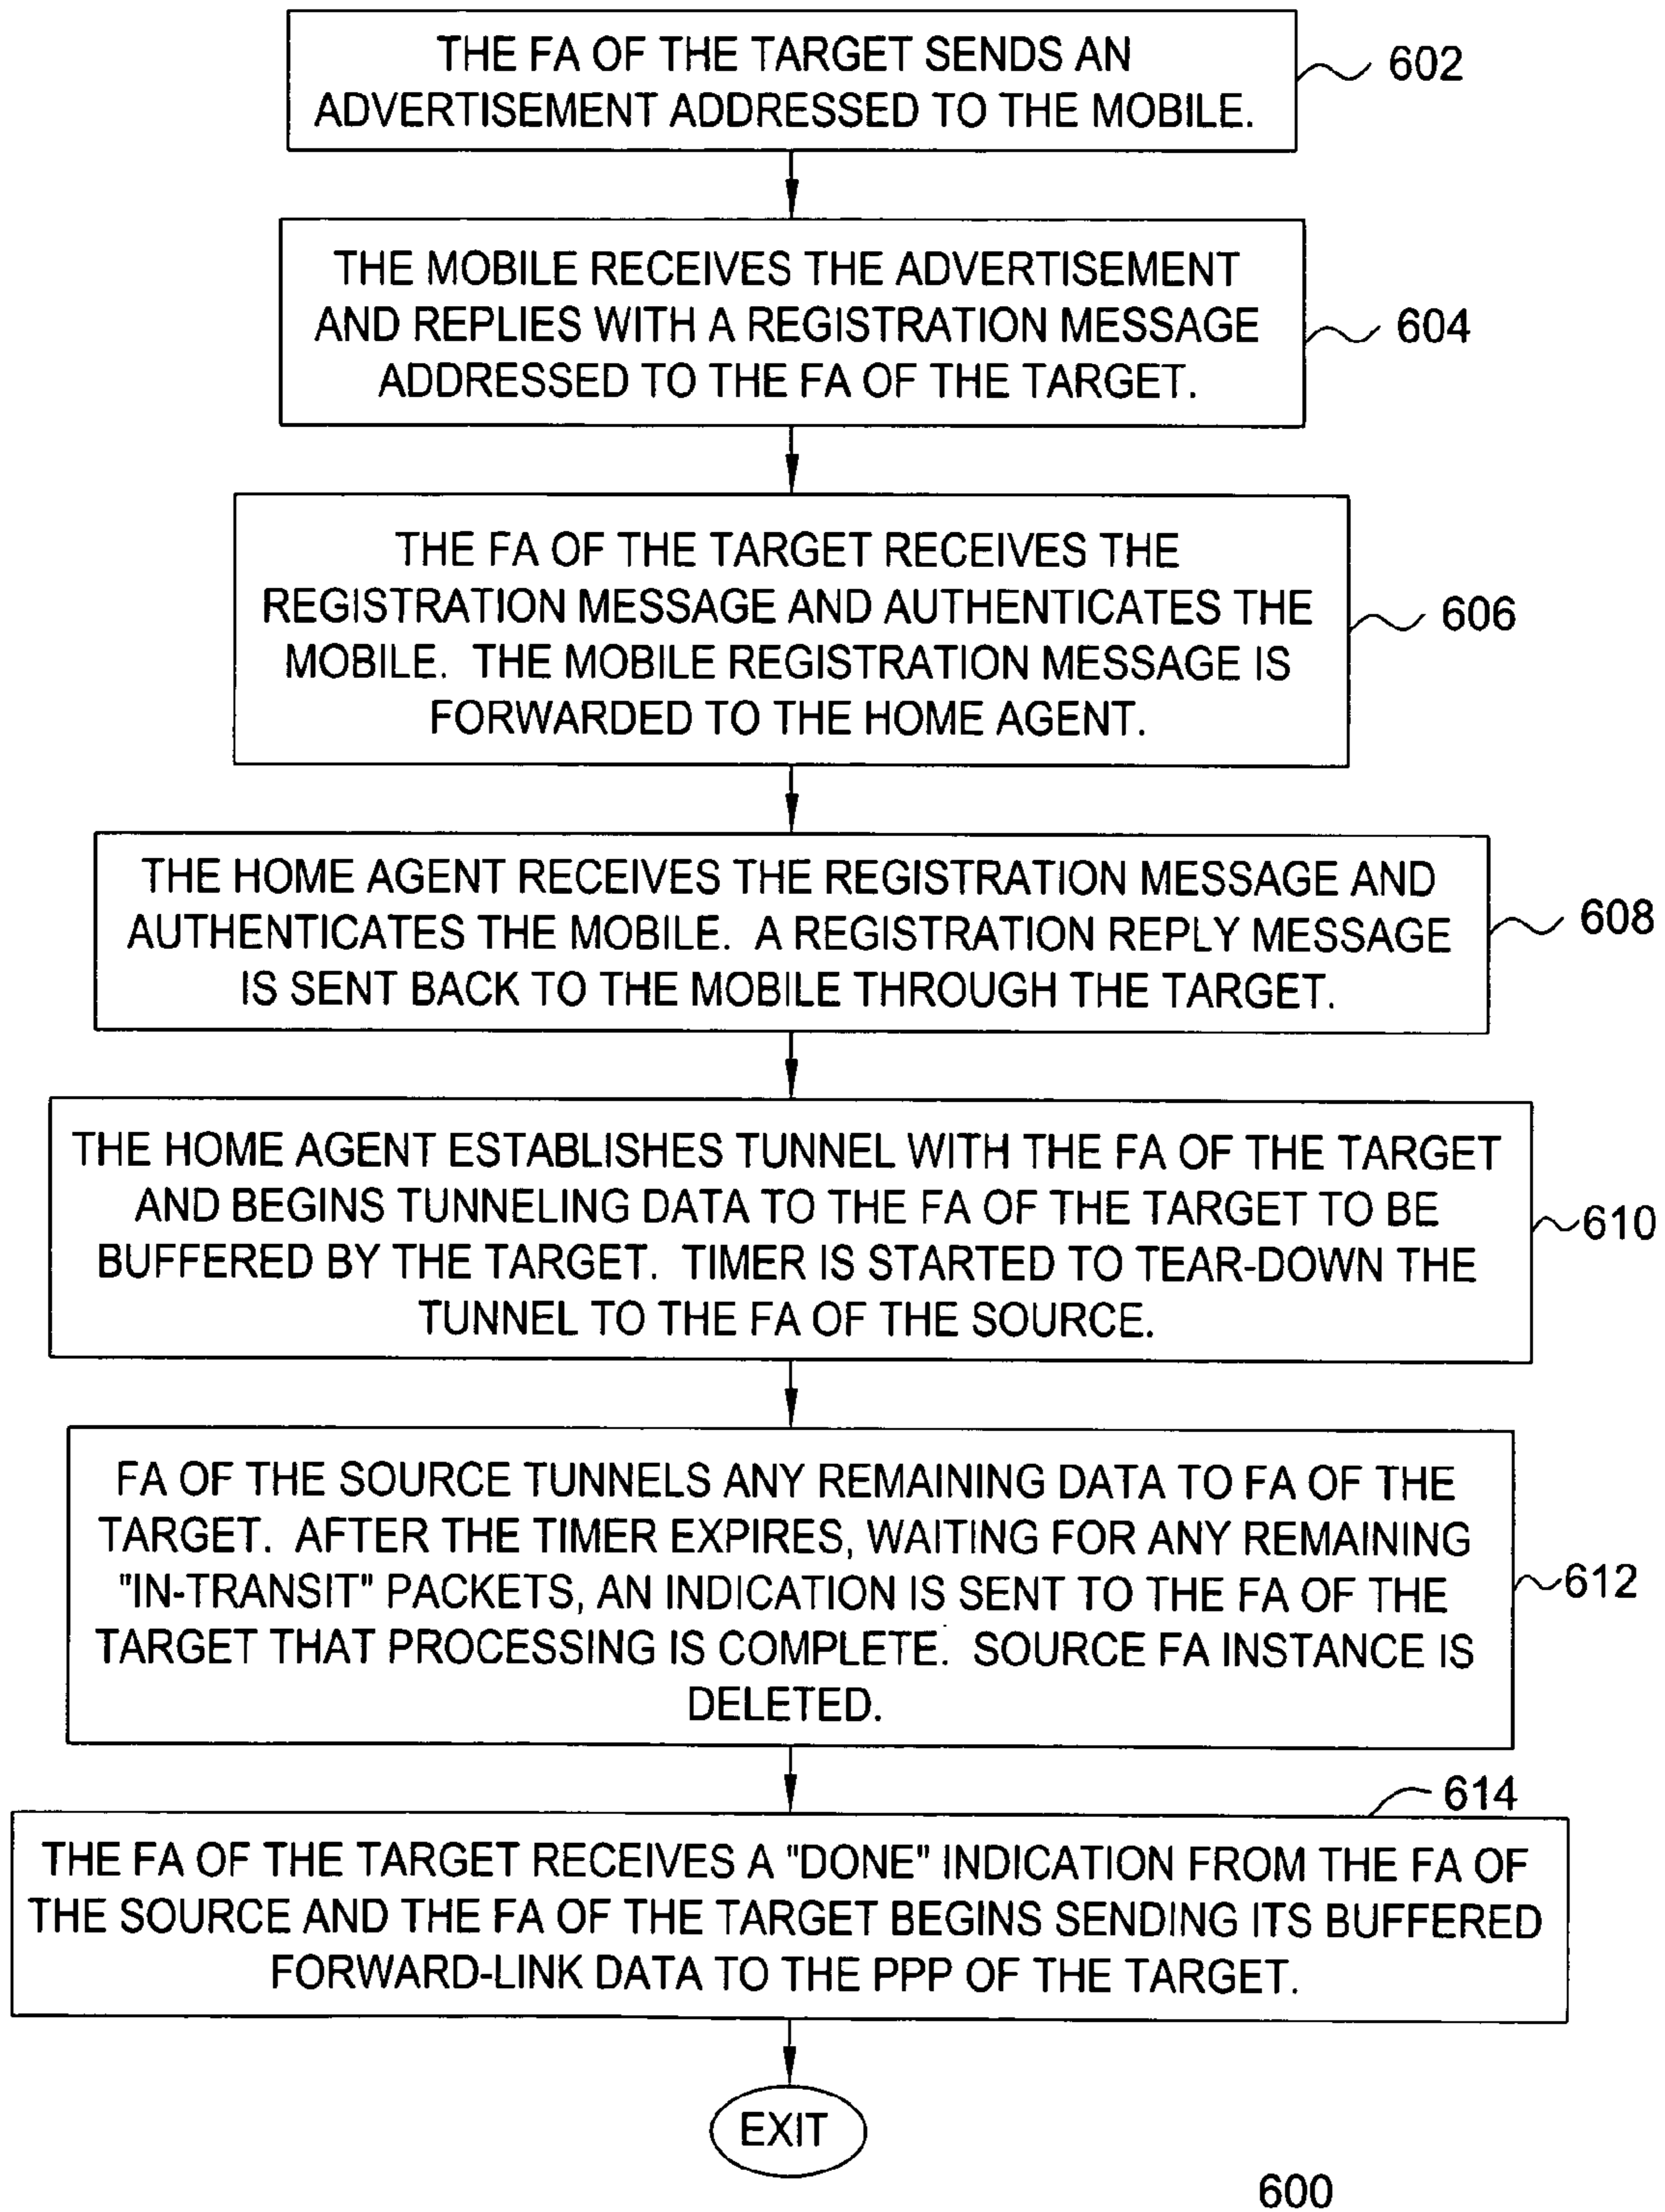 THE FA OF THE TARGET SENDS AN
ADVERTISEMENT ADDRESSED TO THE MOBILE.
602
THE MOBILE RECEIVES THE ADVERTISEMENT
AND REPLIES WITH A REGISTRATION MESSAGE
ADDRESSED TO THE FA OF THE TARGET.
604
THE FA OF THE TARGET RECEIVES THE
REGISTRATION MESSAGE AND AUTHENTICATES THE
MOBILE. THE MOBILE REGISTRATION MESSAGE IS
FORWARDED TO THE HOME AGENT.
606
THE HOME AGENT RECEIVES THE REGISTRATION MESSAGE AND
AUTHENTICATES THE MOBILE. A REGISTRATION REPLY MESSAGE
IS SENT BACK TO THE MOBILE THROUGH THE TARGET.
608
THE HOME AGENT ESTABLISHES TUNNEL WITH THE FA OF THE TARGET
AND BEGINS TUNNELING DATA TO THE FA OF THE TARGET TO BE
BUFFERED BY THE TARGET. TIMER IS STARTED TO TEAR-DOWN THE
TUNNEL TO THE FA OF THE SOURCE.
610
FA OF THE SOURCE TUNNELS ANY REMAINING DATA TO FA OF THE
TARGET. AFTER THE TIMER EXPIRES, WAITING FOR ANY REMAINING
"IN-TRANSIT" PACKETS, AN INDICATION IS SENT TO THE FA OF THE
TARGET THAT PROCESSING IS COMPLETE. SOURCE FA INSTANCE IS
DELETED.
612
614
THE FA OF THE TARGET RECEIVES A "DONE" INDICATION FROM THE FA OF
THE SOURCE AND THE FA OF THE TARGET BEGINS SENDING ITS BUFFERED
FORWARD-LINK DATA TO THE PPP OF THE TARGET.
EXIT
600